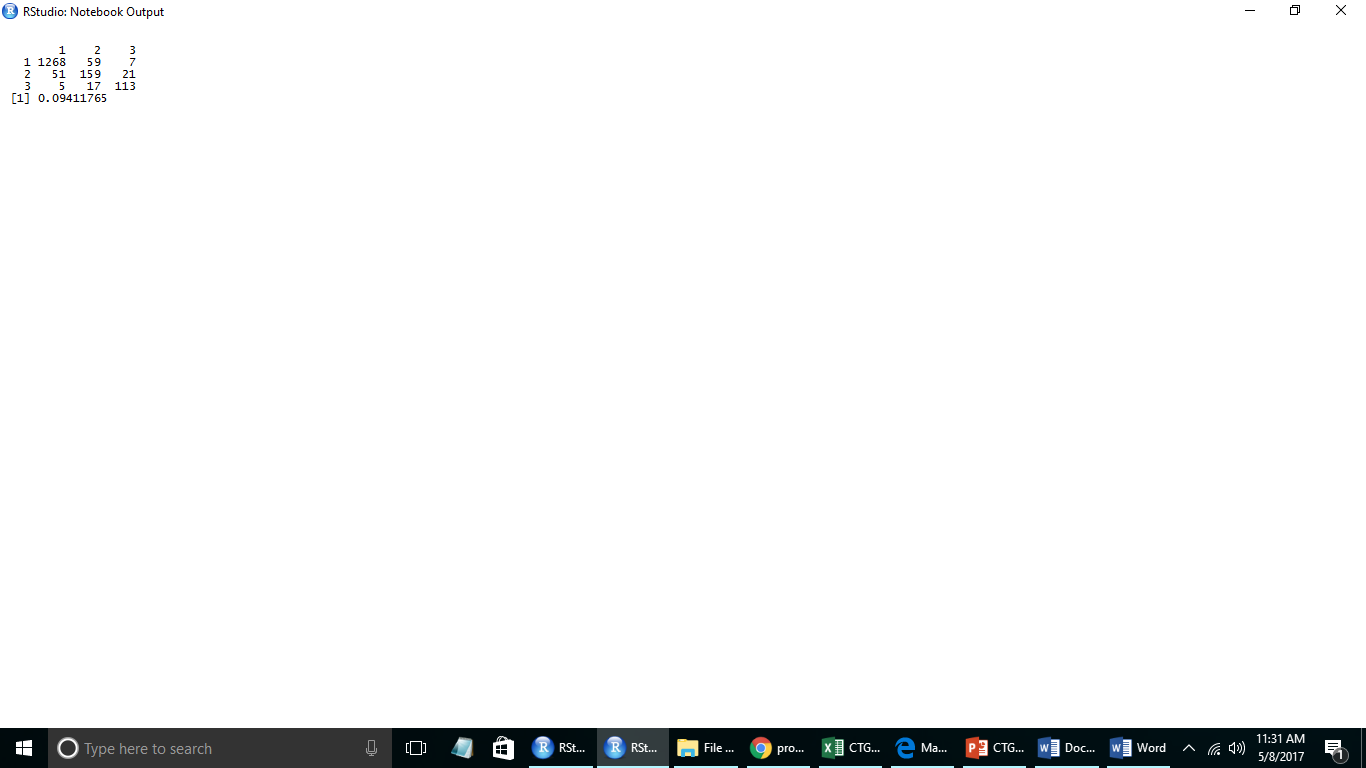 RStudio: Notebook Output
1 2 3
1 1268 59 7
2 51 159 21
3 5 17 113
[1] 0.09411765
Type here to search
RSt...
RSt...
File ...
pro...
CTG...
Ma...
CTG...
Doc...
Word
11:31 AM
5/8/2017
1